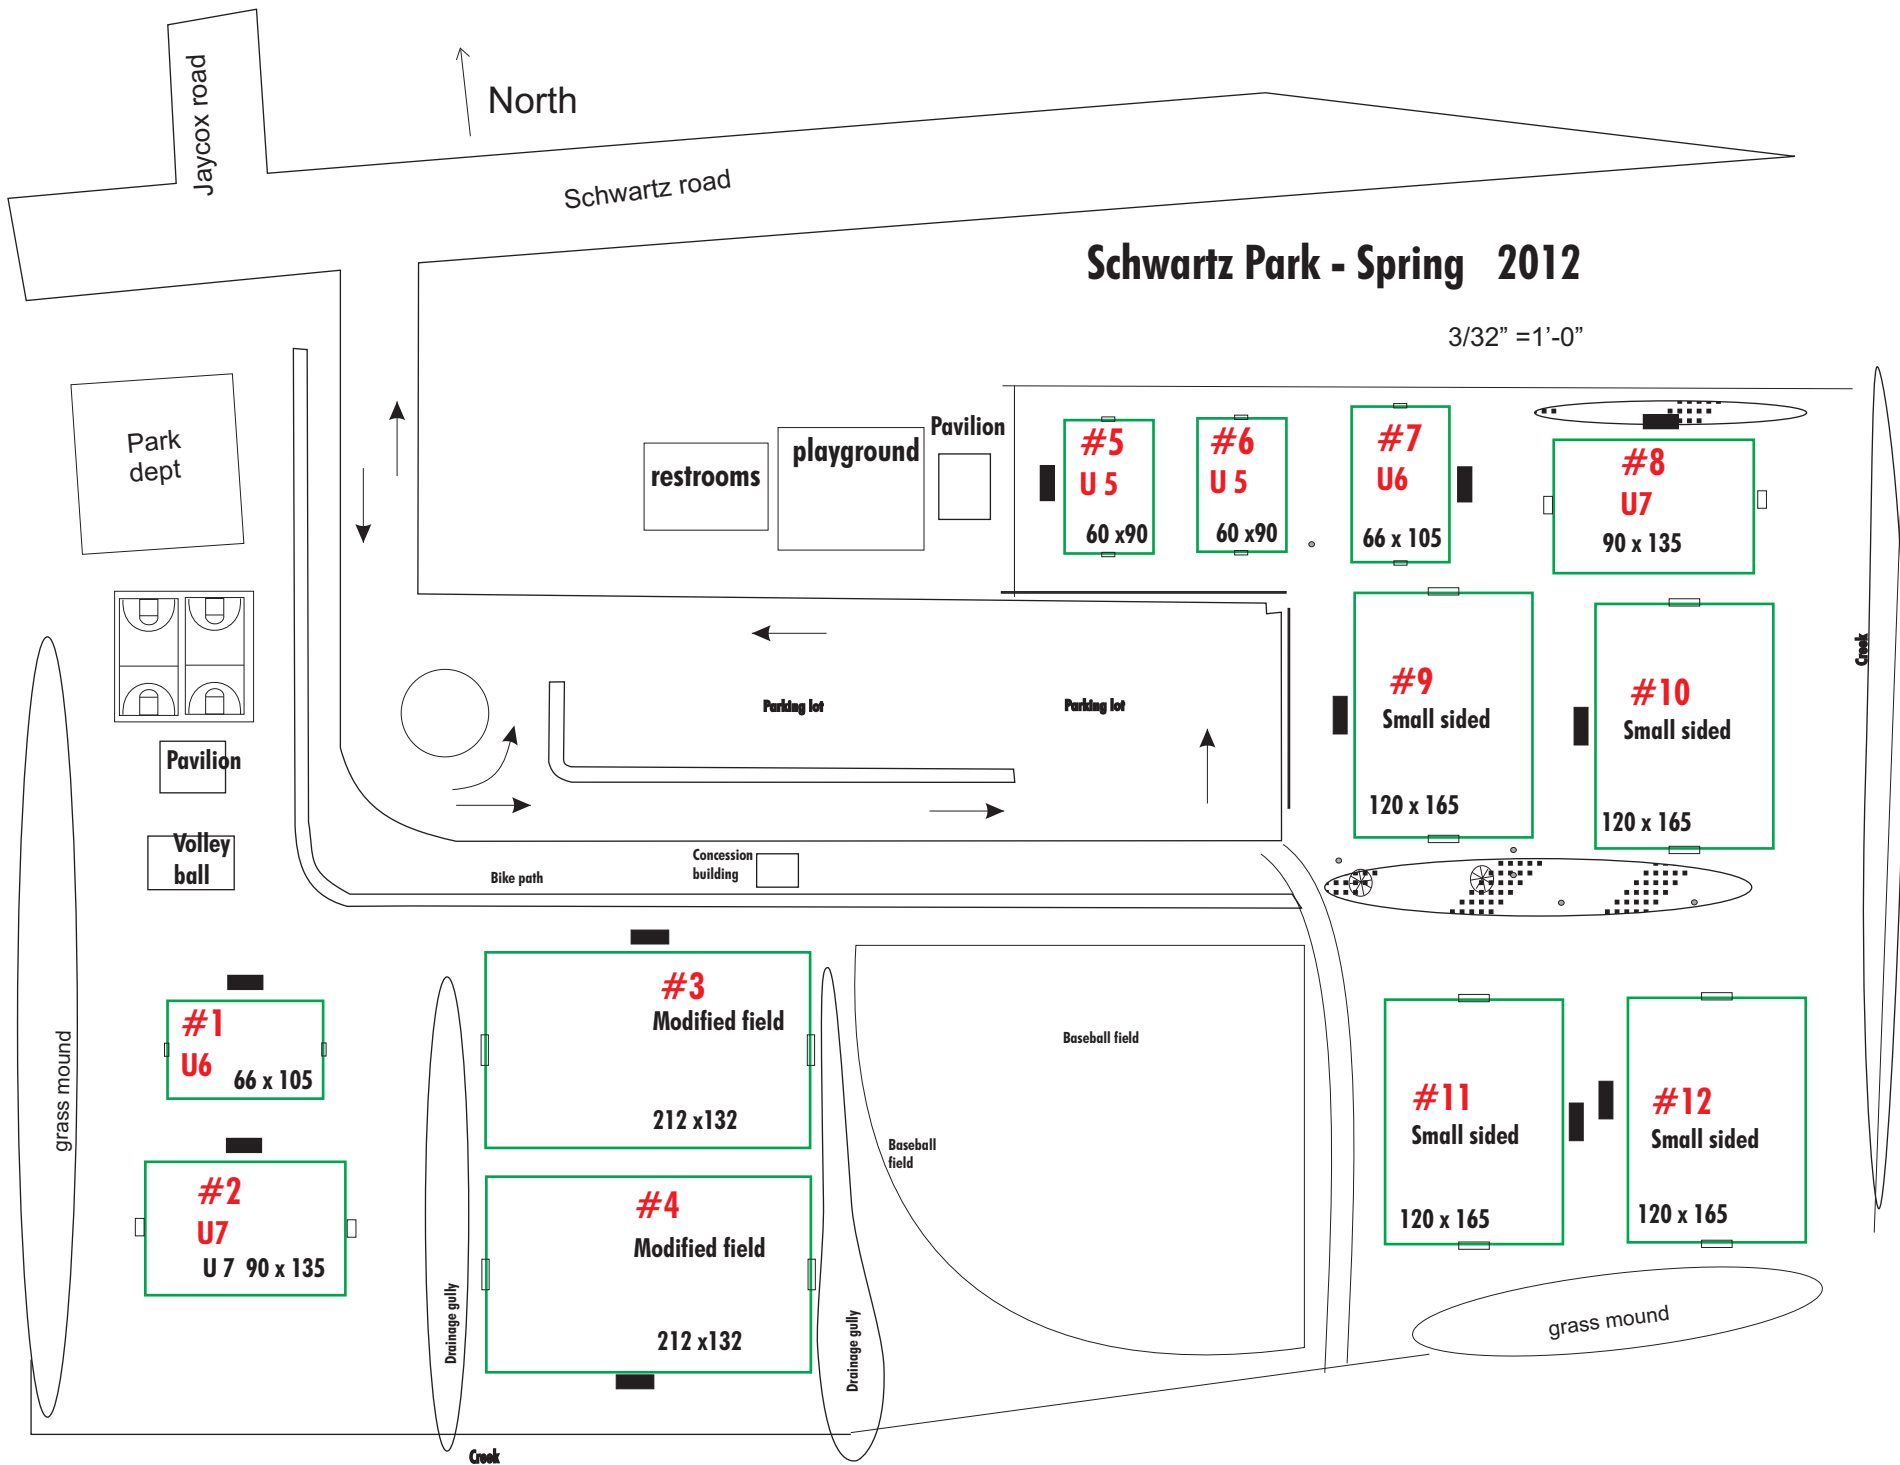 Jaycox road
North
Schwartz road
Schwartz Park - Spring 2012
3/32” =1’-0”
Park
dept
restrooms
playground
Pavilion
#5
U 5
60 x90
#6
U 5
60 x90
#7
U6
66 x 105
#8
U7
90 x 135
Parking lot
Parking lot
#9
Small sided
120 x 165
#10
Small sided
120 x 165
Creek
Pavilion
Volley
ball
Concession
building
Bike path
#1
U6
66 x 105
#2
U7
U 7 90 x 135
grass mound
#3
Modified field
212 x132
#4
Modified field
212 x132
Drainage gully
Drainage gully
Baseball field
Baseball
field
#11
Small sided
120 x 165
#12
Small sided
120 x 165
grass mound
Creek